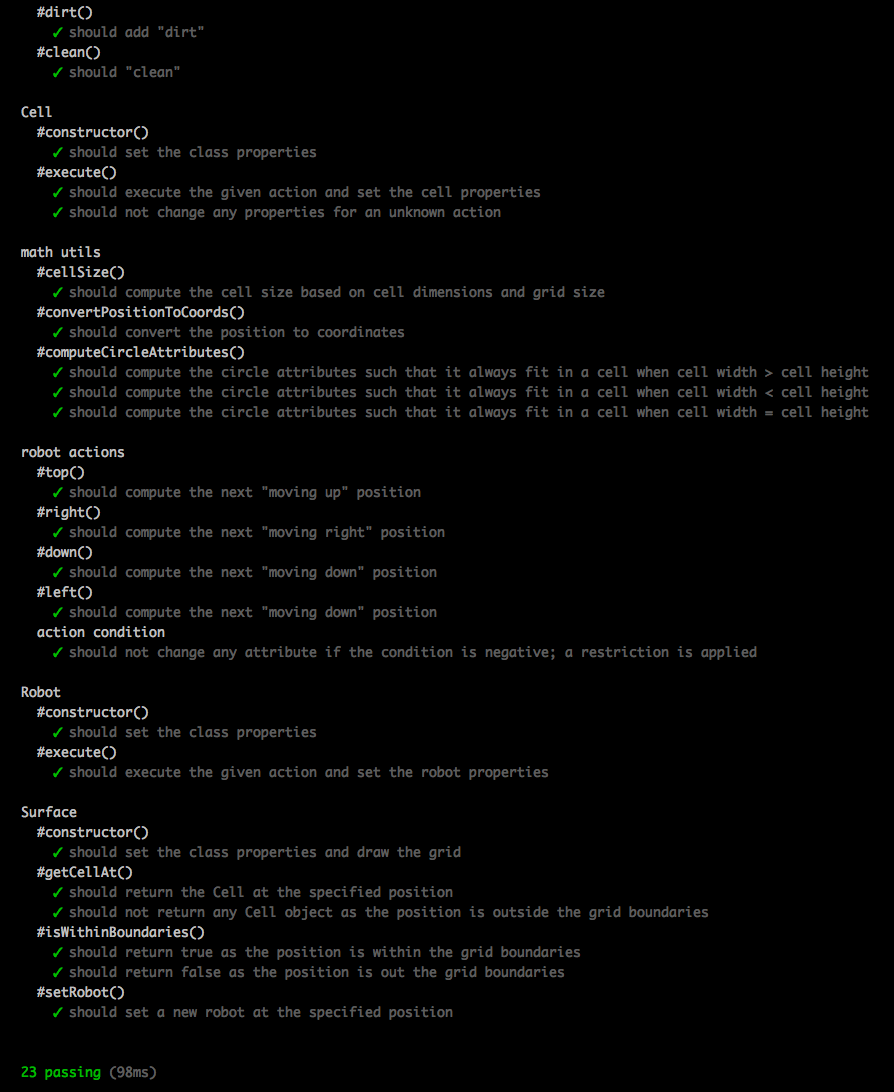 #dirt()
✓ should add "dirt"
#clean()
✓ should "clean"
Cell
#constructor()
✓ should set the class properties
#execute()
✓ should execute the given action and set the cell properties
✓ should not change any properties for an unknown action
math utils
#cellSize()
✓ should compute the cell size based on cell dimensions and grid size
#convertPositionToCoords()
✓ should convert the position to coordinates
#computeCircleAttributes()
✓ should compute the circle attributes such that it always fit in a cell when cell width > cell height
✓ should compute the circle attributes such that it always fit in a cell when cell width < cell height
✓ should compute the circle attributes such that it always fit in a cell when cell width = cell height
robot actions
#top()
✓ should compute the next "moving up" position
#right()
✓ should compute the next "moving right" position
#down()
✓ should compute the next "moving down" position
#left()
✓ should compute the next "moving down" position
action condition
✓ should not change any attribute if the condition is negative; a restriction is applied
Robot
#constructor()
✓ should set the class properties
#execute()
✓ should execute the given action and set the robot properties
Surface
#constructor()
✓ should set the class properties and draw the grid
#getCellAt()
✓ should return the Cell at the specified position
✓ should not return any Cell object as the position is outside the grid boundaries
#isWithinBoundaries()
✓ should return true as the position is within the grid boundaries
✓ should return false as the position is out the grid boundaries
#setRobot()
✓ should set a new robot at the specified position
23 passing (98ms)